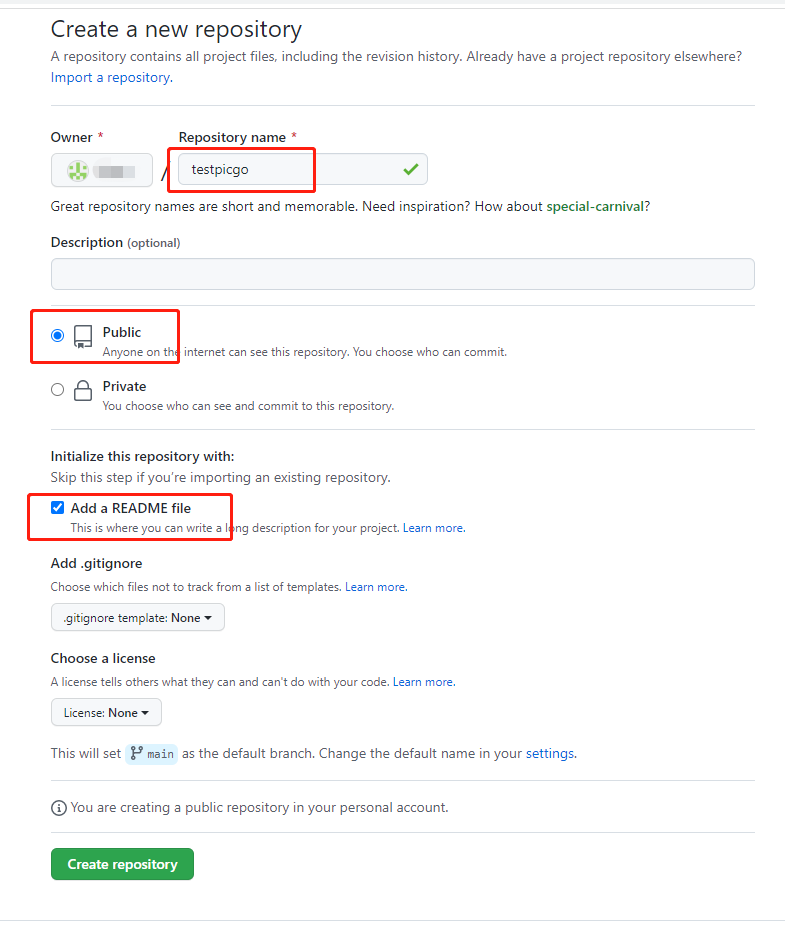 Create a new repository
A repository contains all project files, including the revision history. Already have a project repository elsewhere?
Import a repository.
Owner * Repository name *
/ testpicgo
Great repository names are short and memorable. Need inspiration? How about special-carnival?
Description (optional)
Public
Anyone on the internet can see this repository. You choose who can commit.
Private
You choose who can see and commit to this repository.
Initialize this repository with:
Skip this step if you're importing an existing repository.
Add a README file
This is where you can write a long description for your project. Learn more.
Add .gitignore
Choose which files not to track from a list of templates. Learn more.
.gitignore template: None
Choose a license
A license tells others what they can and can't do with your code. Learn more.
License: None
This will set main as the default branch. Change the default name in your settings.
You are creating a public repository in your personal account.
Create repository